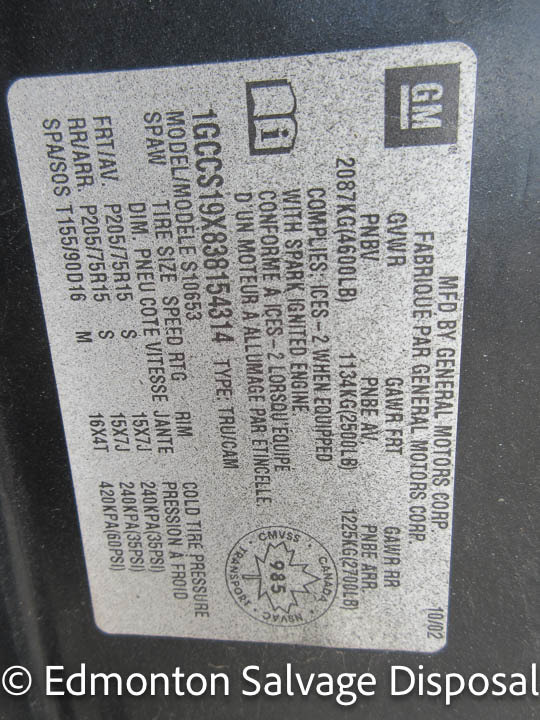 MFD BY GENERAL MOTORS CORP. 10/02
FABRIQUE-PAR GENERAL MOTORS CORP.
GM
GVWR GAWR FRT GAWR RR
PNBV PNBE AV. PNBE ARR.
2087KG(4600LB) 1134KG(2500LB) 1225KG(2700LB)
COMPLIES: ICES-2 WHEN EQUIPPED
WITH SPARK IGNITED ENGINE
CONFORME A ICES-2 LORSQU'EQUIPE
D'UN MOTEUR A ALLUMAGE PAR ETINCELLE
i
CMVSS · CANADA · NSVAC · TRANSPORT ·
985
1GCCS19X838154314 TYPE: TRU/CAM
MODEL/MODELE S10653
SPAW TIRE SIZE SPEED RTG RIM COLD TIRE PRESSURE
DIM. PNEU COTE VITESSE JANTE PRESSION À FROID
FRT/AV. P205/75R15 S 15X7J 240KPA(35PSI)
RR/ARR. P205/75R15 S 15X7J 240KPA(35PSI)
SPA/SOS T155/90D16 M 16X4T 420KPA(60PSI)
© Edmonton Salvage Disposal